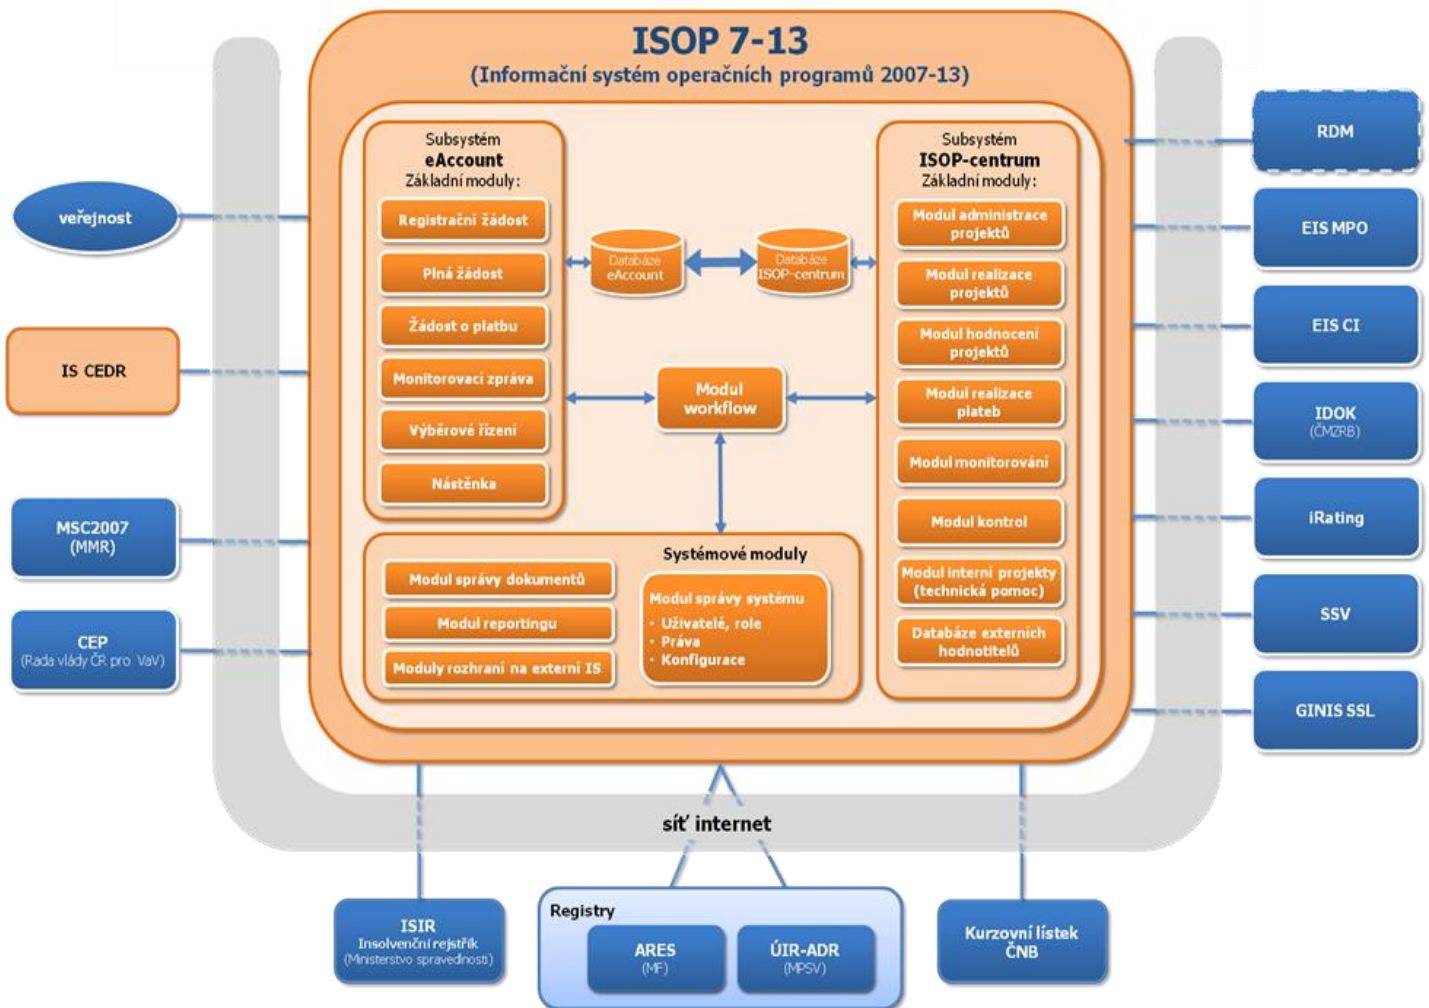 ISOP 7-13
(Informační systém operačních programů 2007-13)
Subsystém
eAccount
Základní moduly:
Registrační žádost
Plná žádost
Žádost o platbu
Monitorovací zpráva
Výběrové řízení
Nástěnka
Databáze
eAccount
Databáze
ISOP-centrum
Modul
workflow
Subsystém
ISOP-centrum
Základní moduly:
Modul administrace
projektů
Modul realizace
projektů
Modul hodnocení
projektů
Modul realizace
plateb
Modul monitorování
Modul kontrol
Modul interní projekty
(technická pomoc)
Databáze externích
hodnotitelů
Systémové moduly
Modul správy dokumentů
Modul reportingu
Moduly rozhraní na externí IS
Modul správy systému
• Uživatelé, role
• Práva
• Konfigurace
veřejnost
IS CEDR
MSC2007
(MMR)
CEP
(Rada vlády ČR pro VaV)
RDM
EIS MPO
EIS CI
IDOK
(ČMZRB)
iRating
SSV
GINIS SSL
síť internet
ISIR
Insolvenční rejstřík
(Ministerstvo spravedlnosti)
Registry
ARES
(MF)
ÚIR-ADR
(MPSV)
Kurzovní lístek
ČNB